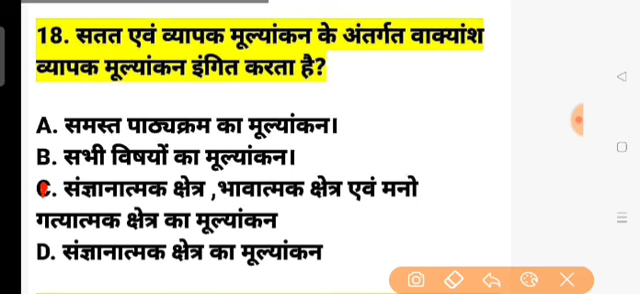 18. सतत एवं व्यापक मूल्यांकन के अंतर्गत वाक्यांश
व्यापक मूल्यांकन इंगित करता है?
A. समस्त पाठ्यक्रम का मूल्यांकन।
B. सभी विषयों का मूल्यांकन।
C. संज्ञानात्मक क्षेत्र ,भावात्मक क्षेत्र एवं मनो
गत्यात्मक क्षेत्र का मूल्यांकन
D. संज्ञानात्मक क्षेत्र का मूल्यांकन